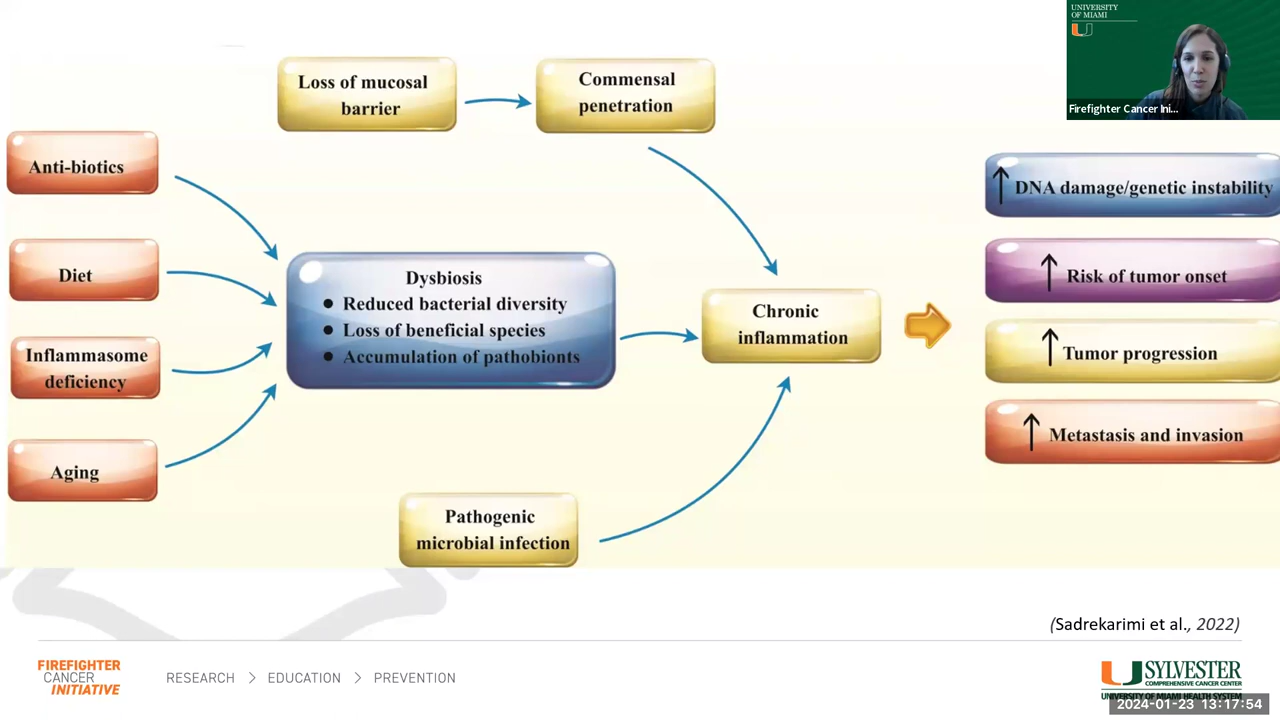 UNIVERSITY
OF MIAMI
Firefighter Cancer Ini...
Loss of mucosal
barrier
Commensal
penetration
Anti-biotics
Diet
Inflammasome
deficiency
Aging
Dysbiosis
● Reduced bacterial diversity
● Loss of beneficial species
● Accumulation of pathobionts
Chronic
inflammation
Pathogenic
microbial infection
↑ DNA damage/genetic instability
↑ Risk of tumor onset
↑ Tumor progression
↑ Metastasis and invasion
(Sadrekarimi et al., 2022)
FIREFIGHTER
CANCER
INITIATIVE
RESEARCH > EDUCATION > PREVENTION
SYLVESTER
COMPREHENSIVE CANCER CENTER
UNIVERSITY OF MIAMI HEALTH SYSTEM
2024-01-23 13:17:54